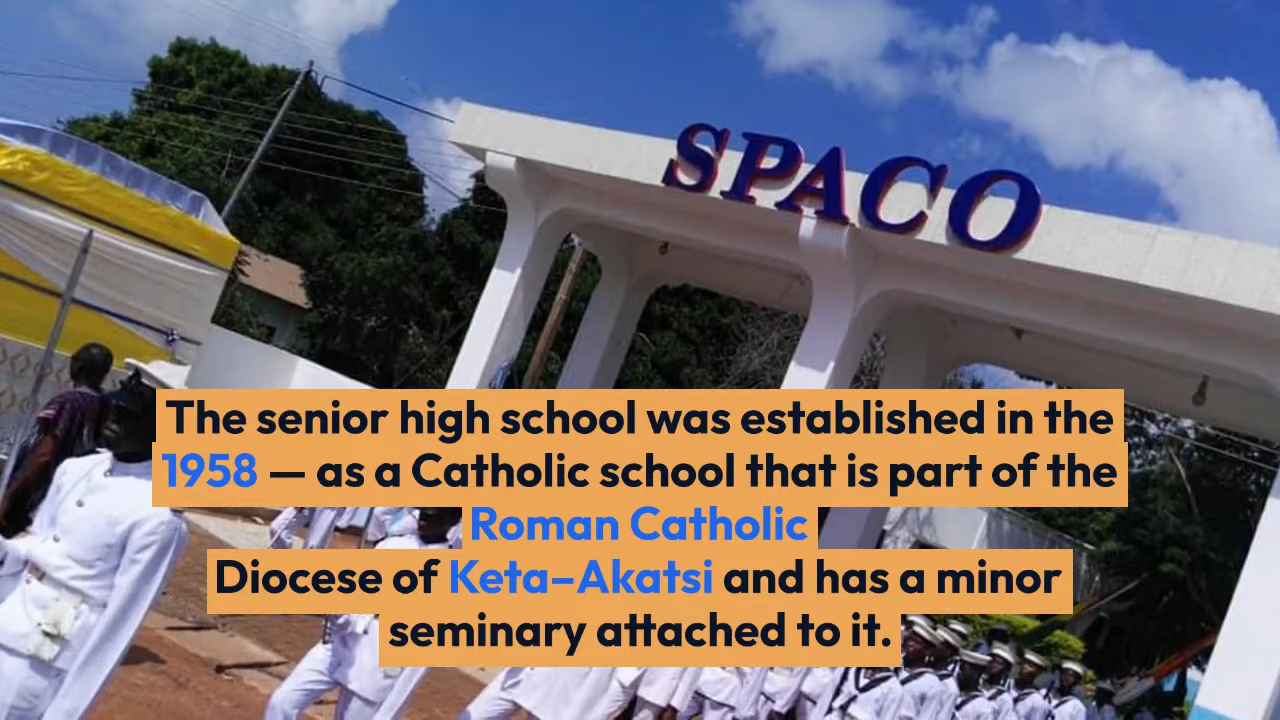 SPACO
The senior high school was established in the
1958 — as a Catholic school that is part of the
Roman Catholic
Diocese of Keta–Akatsi and has a minor
seminary attached to it.